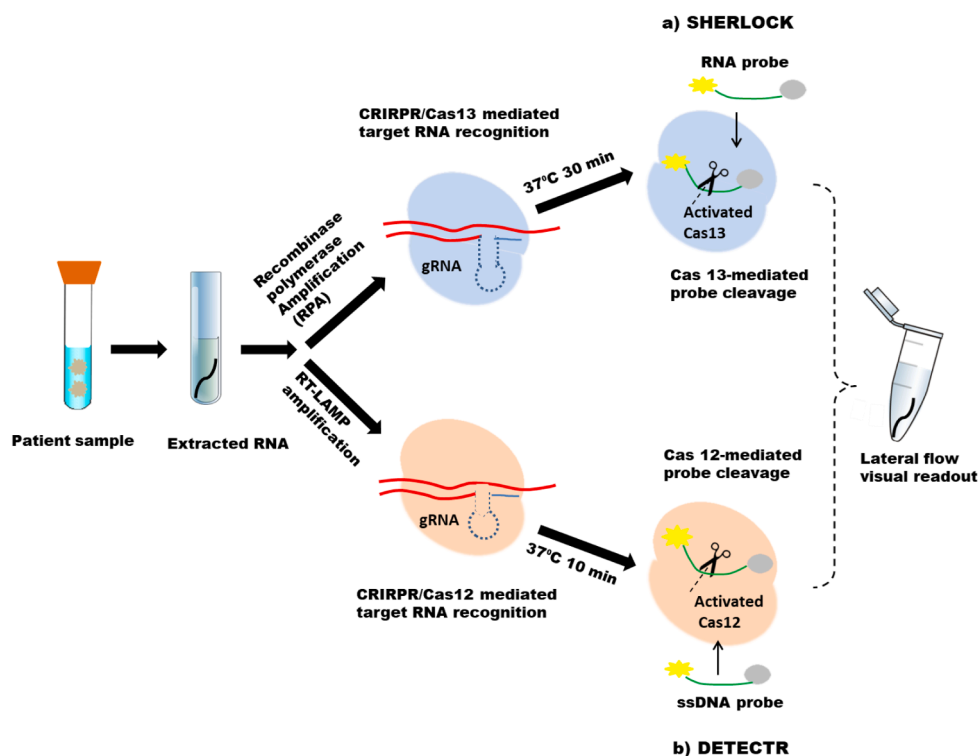 a) SHERLOCK
RNA probe
CRIRPR/Cas13 mediated
target RNA recognition
37°C 30 min
Activated
Cas13
Recombinase
polymerase
Amplification
(RPA)
gRNA
Cas 13-mediated
probe cleavage
Patient sample
Extracted RNA
RT-LAMP
amplification
Cas 12-mediated
probe cleavage
Lateral flow
visual readout
gRNA
37°C 10 min
CRIRPR/Cas12 mediated
target RNA recognition
Activated
Cas12
ssDNA probe
b) DETECTR